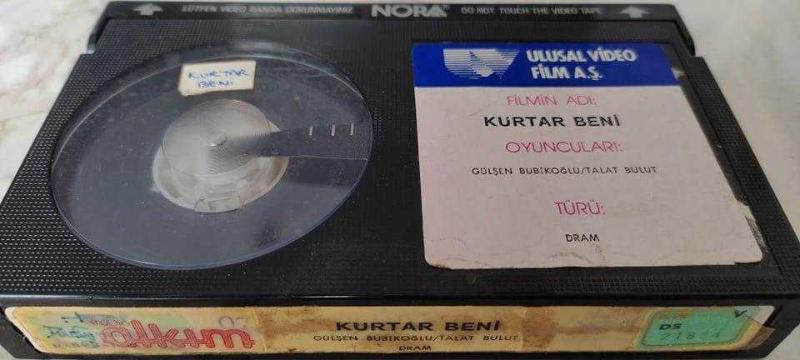 LÜTFEN VIDEO BANDA DOKUNMAYINIZ NORA DO NOT TOUCH THE VIDEO TAPE
KURTAR
BENİ
ULUSAL VİDEO
FİLM A.Ş.
FİLMİN ADI:
KURTAR BENİ
OYUNCULARI:
GÜLŞEN BUBİKOĞLU/TALAT BULUT
TÜRÜ:
DRAM
alkım
KURTAR BENİ
GÜLŞEN BUBİKOĞLU/TALAT BULUT
DRAM
V
DS